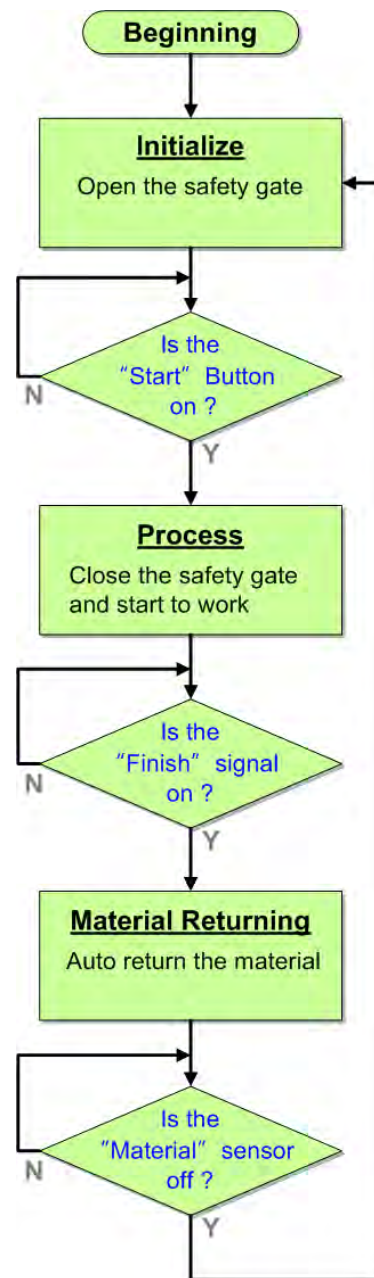 Beginning
Initialize
Open the safety gate
Is the
“Start” Button
on ?
N
Y
Process
Close the safety gate
and start to work
Is the
“Finish” signal
on ?
N
Y
Material Returning
Auto return the material
Is the
“Material” sensor
off ?
N
Y